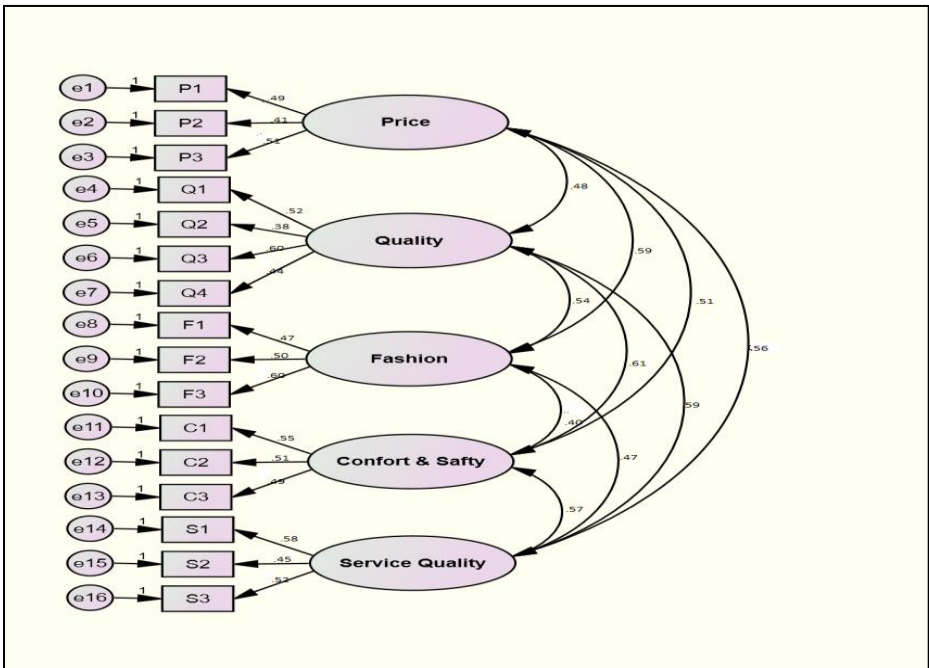 e1 1 P1 .49
e2 1 P2 .41 Price
e3 1 P3 .51
e4 1 Q1 .48
e5 1 Q2 .52
.38 Quality
e6 1 Q3 .60 .59
e7 1 Q4 .44 .54 .51
e8 1 F1 .47
e9 1 F2 .50 Fashion .61 .56
e10 1 F3 .60
e11 1 C1 .55 .40 59
e12 1 C2 .51 Confort & Safty .47
e13 1 C3 .49
e14 1 S1 .58 .57
e15 1 S2 .45 Service Quality
e16 1 S3 .52